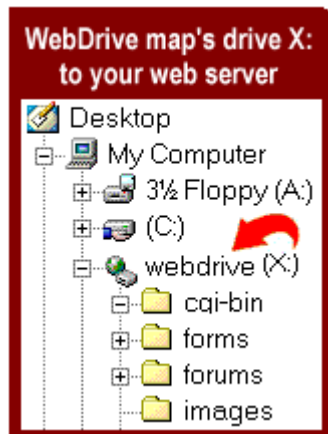 WebDrive map's drive X:
to your web server
Desktop
My Computer
3½ Floppy (A:)
(C:)
webdrive (X:)
cgi-bin
forms
forums
images